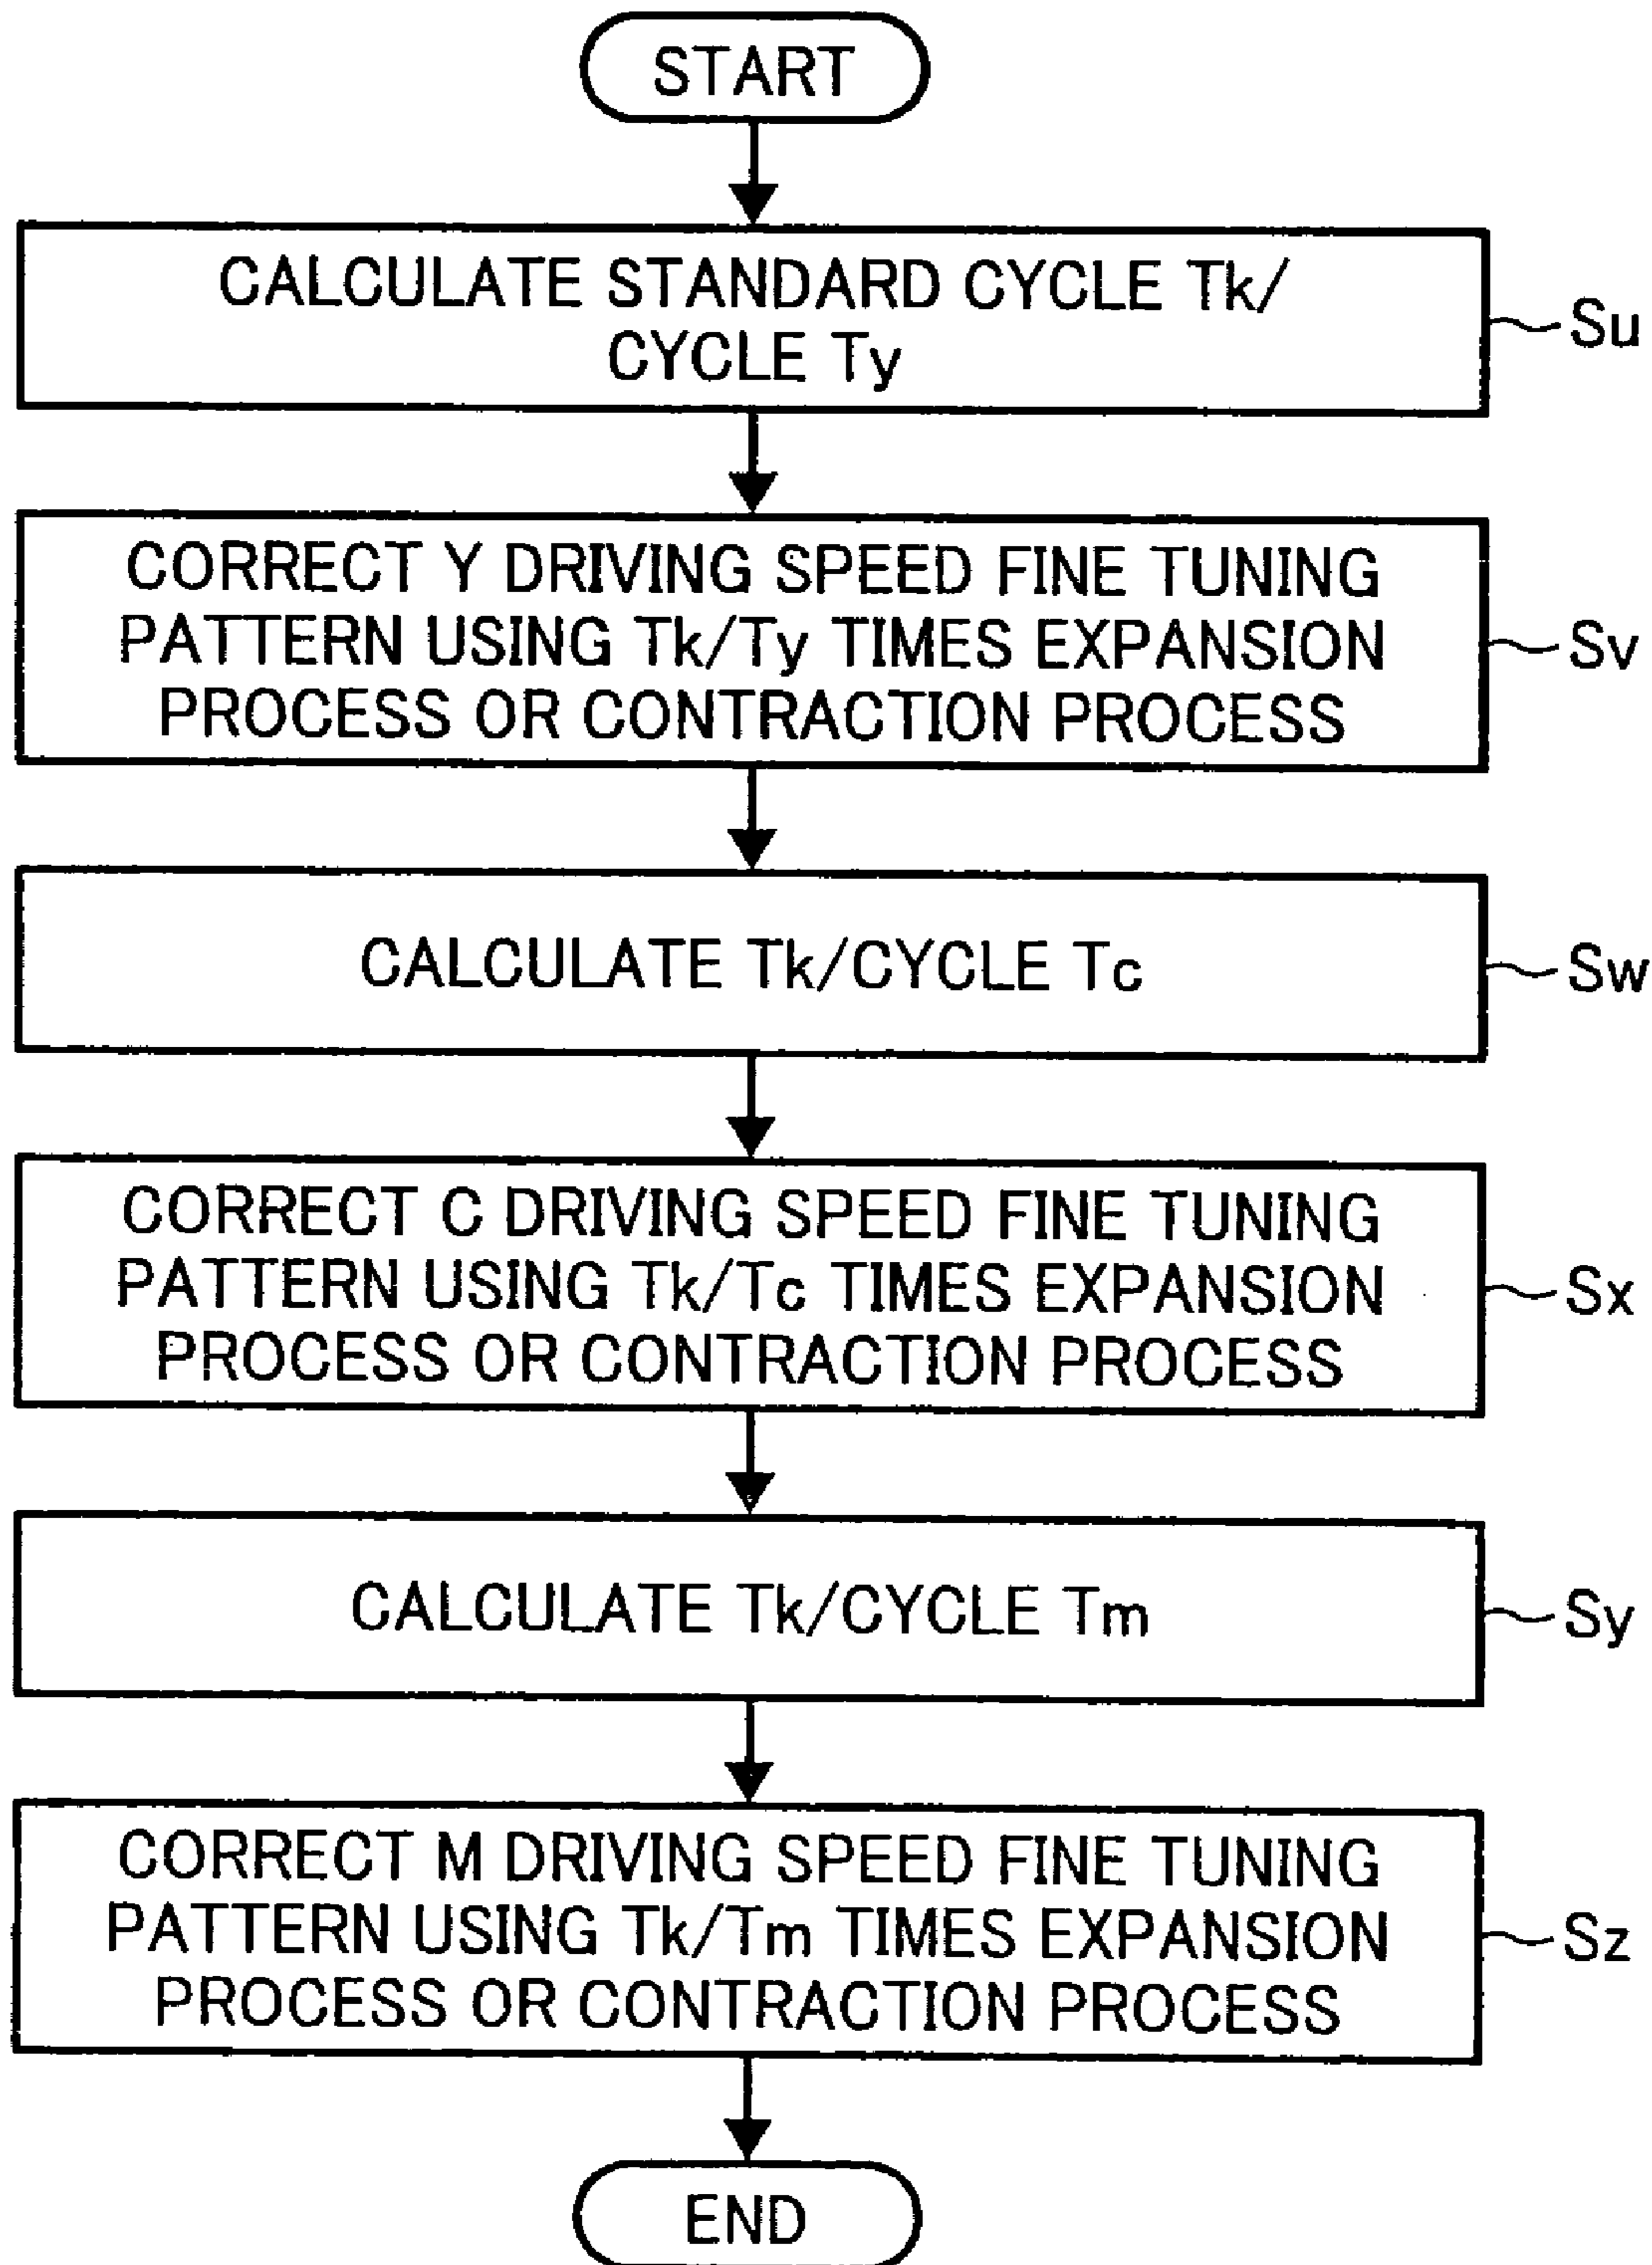 START
CALCULATE STANDARD CYCLE Tk/
CYCLE Ty
Su
CORRECT Y DRIVING SPEED FINE TUNING
PATTERN USING Tk/Ty TIMES EXPANSION
PROCESS OR CONTRACTION PROCESS
Sv
CALCULATE Tk/CYCLE Tc
Sw
CORRECT C DRIVING SPEED FINE TUNING
PATTERN USING Tk/Tc TIMES EXPANSION
PROCESS OR CONTRACTION PROCESS
Sx
CALCULATE Tk/CYCLE Tm
Sy
CORRECT M DRIVING SPEED FINE TUNING
PATTERN USING Tk/Tm TIMES EXPANSION
PROCESS OR CONTRACTION PROCESS
Sz
END